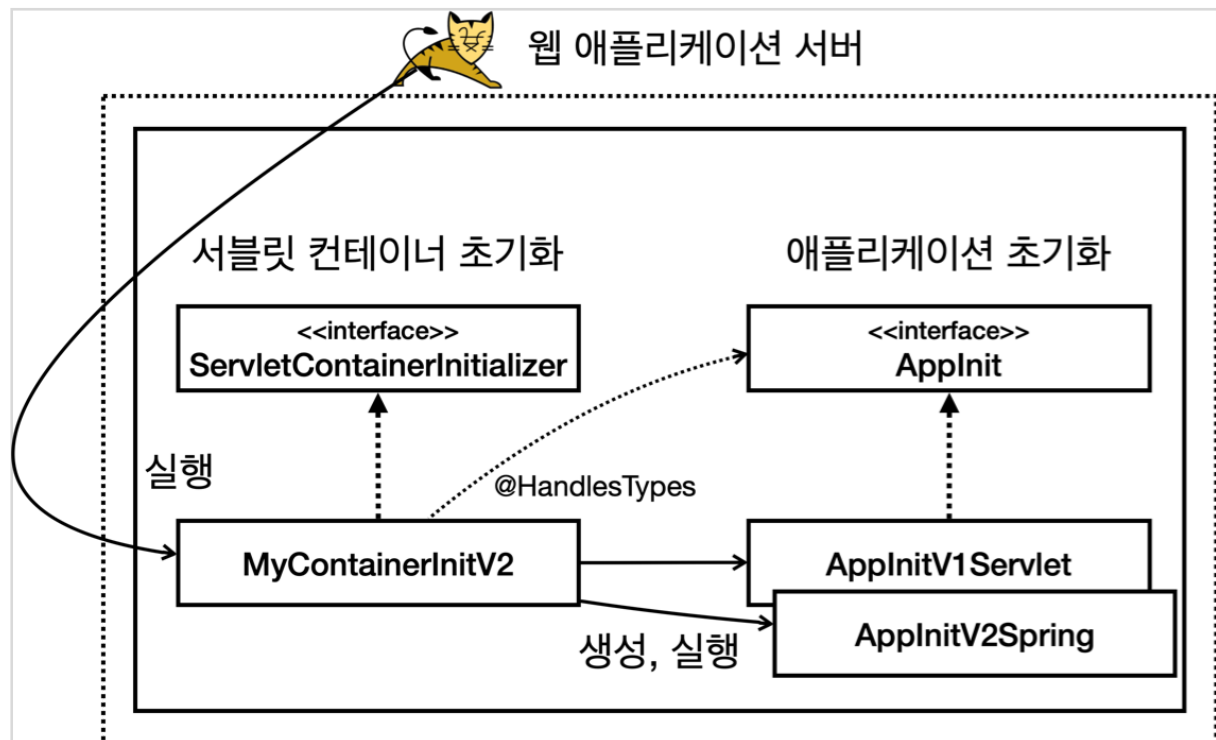 웹 애플리케이션 서버
서블릿 컨테이너 초기화
애플리케이션 초기화
<<interface>>
ServletContainerInitializer
<<interface>>
AppInit
실행
@HandlesTypes
MyContainerInitV2
AppInitV1Servlet
AppInitV2Spring
생성, 실행